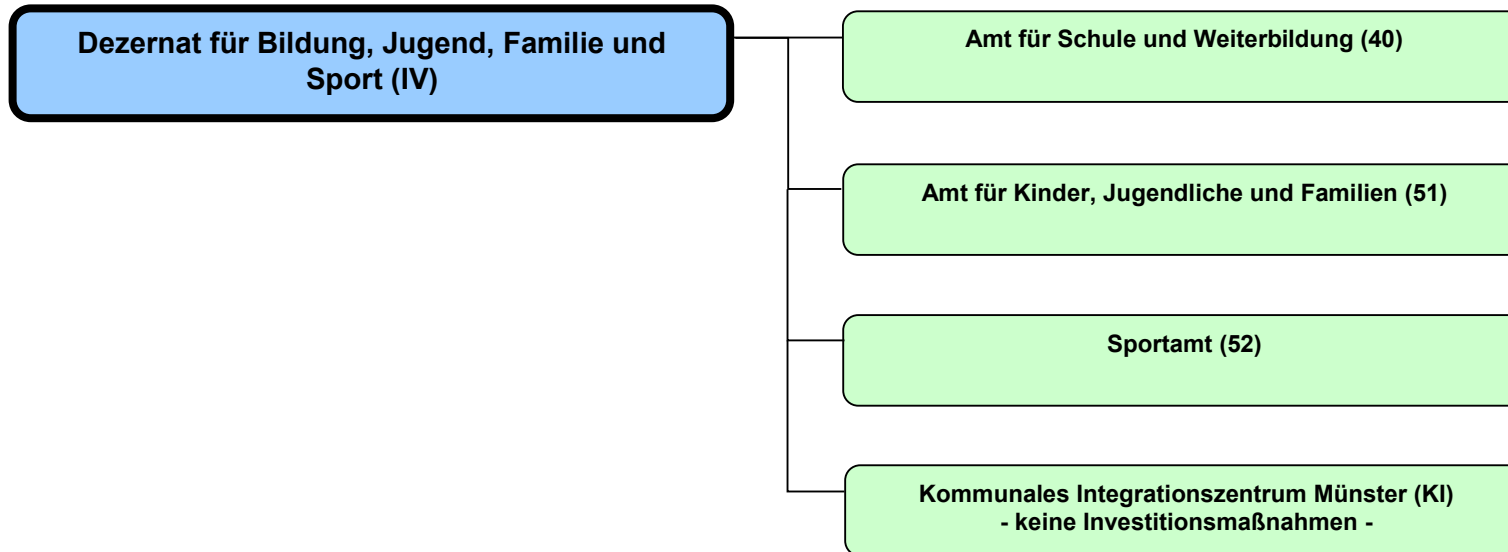 Dezernat für Bildung, Jugend, Familie und
Sport (IV)
Amt für Schule und Weiterbildung (40)
Amt für Kinder, Jugendliche und Familien (51)
Sportamt (52)
Kommunales Integrationszentrum Münster (KI)
- keine Investitionsmaßnahmen -